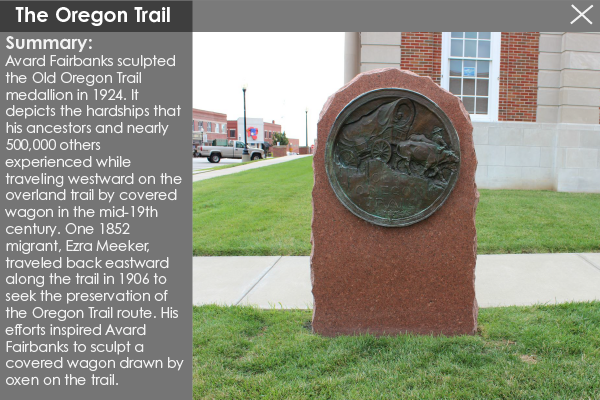 The Oregon Trail
Summary:
Avard Fairbanks sculpted
the Old Oregon Trail
medallion in 1924. It
depicts the hardships that
his ancestors and nearly
500,000 others
experienced while
traveling westward on the
overland trail by covered
wagon in the mid-19th
century. One 1852
migrant, Ezra Meeker,
traveled back eastward
along the trail in 1906 to
seek the preservation of
the Oregon Trail route. His
efforts inspired Avard
Fairbanks to sculpt a
covered wagon drawn by
oxen on the trail.